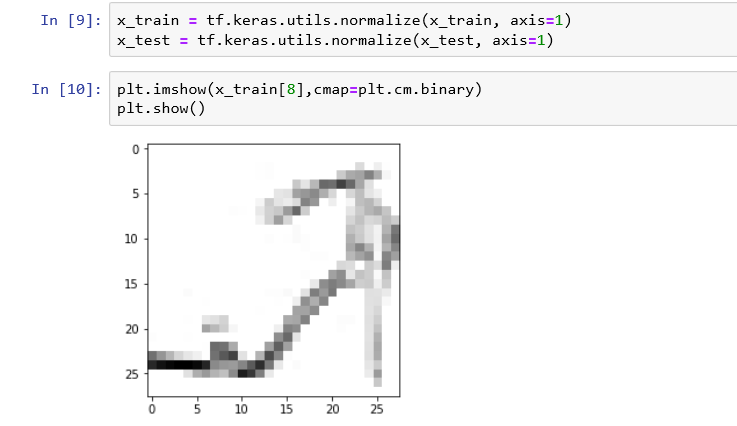 In [9]: x_train = tf.keras.utils.normalize(x_train, axis=1)
x_test = tf.keras.utils.normalize(x_test, axis=1)
In [10]: plt.imshow(x_train[8],cmap=plt.cm.binary)
plt.show()
0
5
10
15
20
25
0 5 10 15 20 25